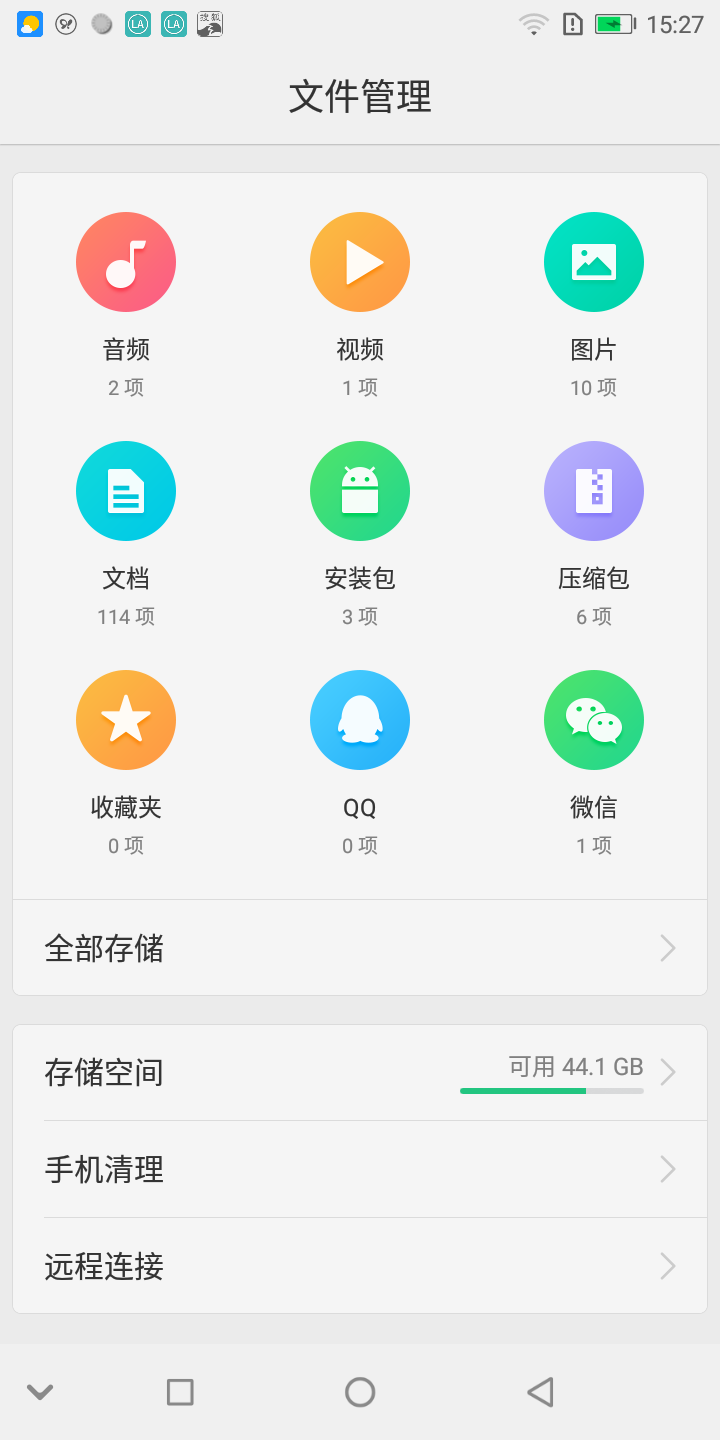 LA
LA
搜狐
15:27
文件管理
音频
视频
图片
2 项
1 项
10 项
文档
安装包
压缩包
114 项
3 项
6 项
收藏夹
QQ
微信
0 项
0 项
1 项
全部存储
存储空间
可用 44.1 GB
手机清理
远程连接